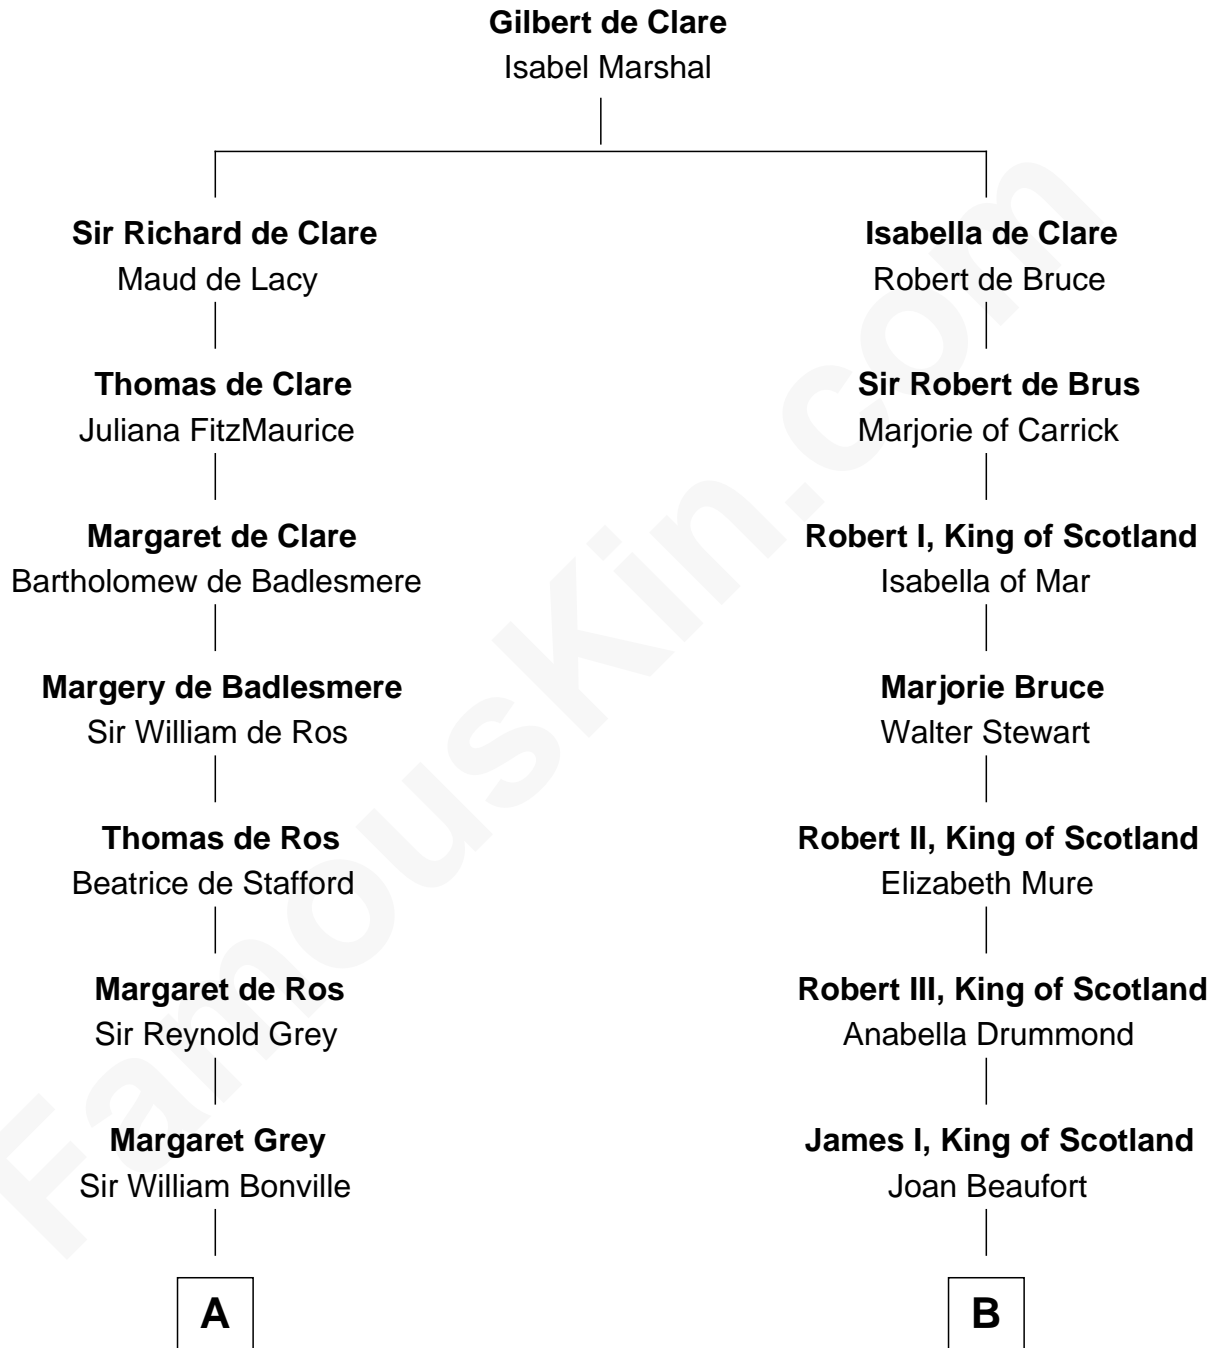 Gilbert de Clare
Isabel Marshal
Sir Richard de Clare
Maud de Lacy
Thomas de Clare
Juliana FitzMaurice
Margaret de Clare
Bartholomew de Badlesmere
Margery de Badlesmere
Sir William de Ros
Thomas de Ros
Beatrice de Stafford
Margaret de Ros
Sir Reynold Grey
Margaret Grey
Sir William Bonville
A
Isabella de Clare
Robert de Bruce
Sir Robert de Brus
Marjorie of Carrick
Robert I, King of Scotland
Isabella of Mar
Marjorie Bruce
Walter Stewart
Robert II, King of Scotland
Elizabeth Mure
Robert III, King of Scotland
Anabella Drummond
James I, King of Scotland
Joan Beaufort
B
FamousKin.com